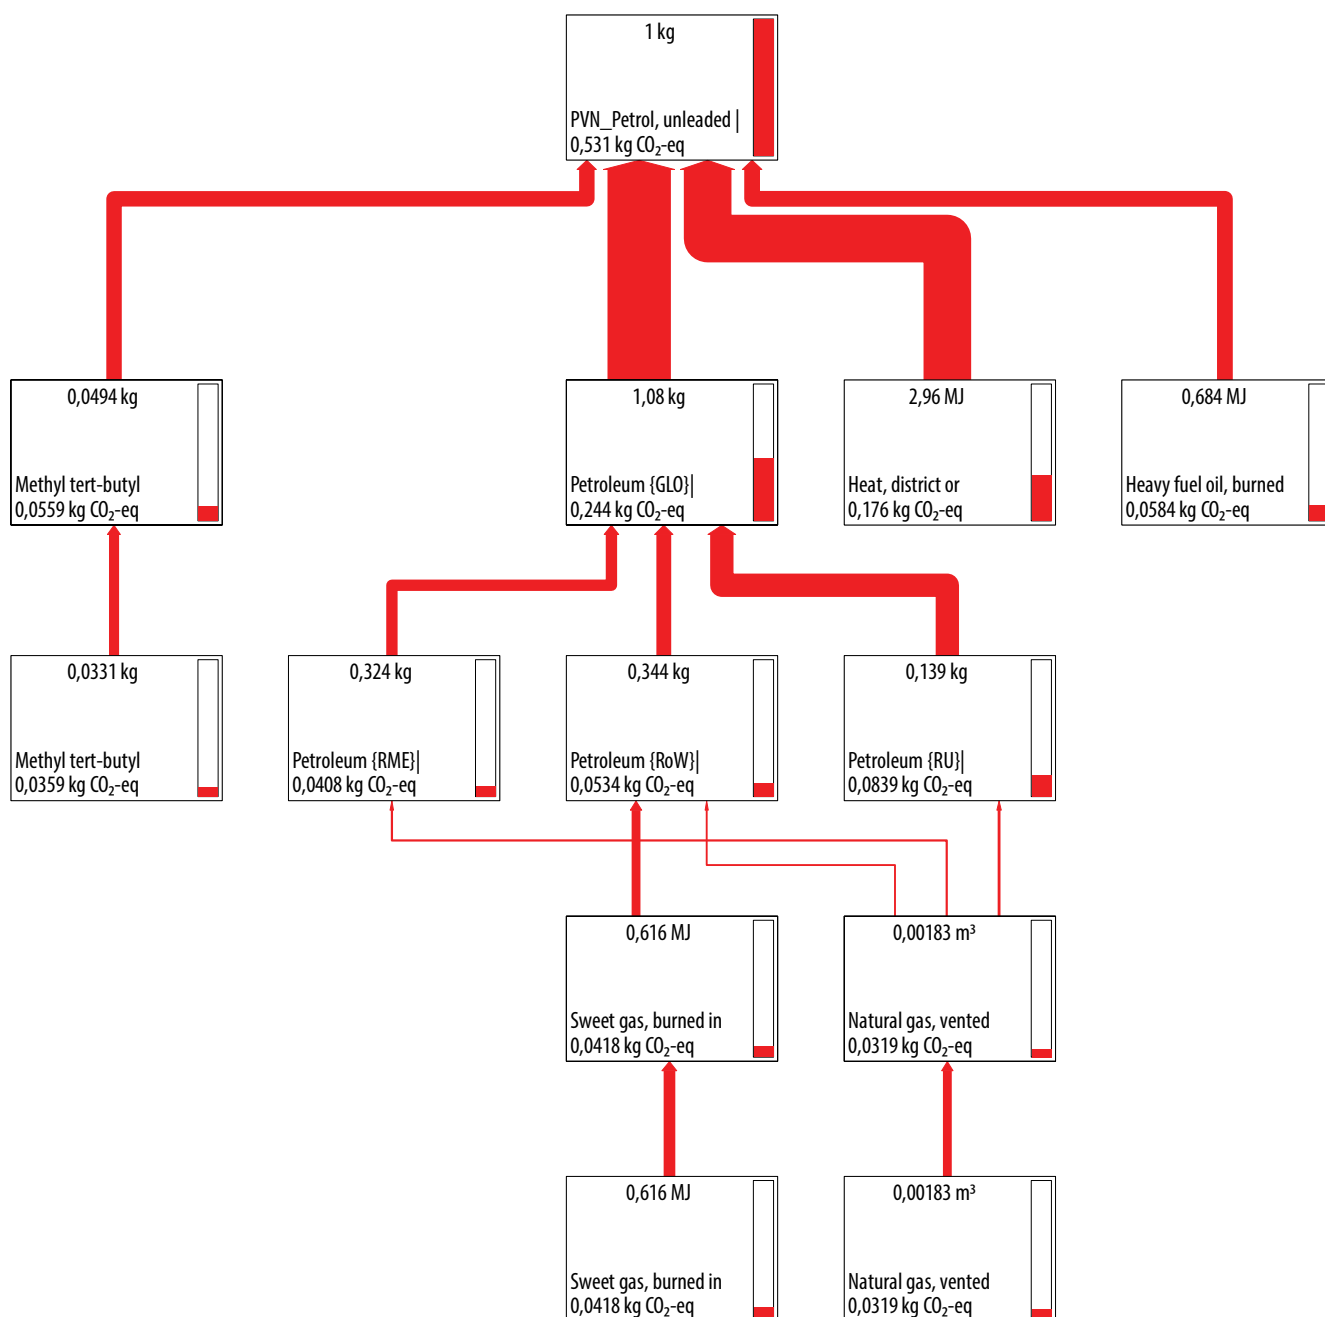 1 kg
PVN_Petrol, unleaded |
0,531 kg CO₂-eq
0,0494 kg
Methyl tert-butyl
0,0559 kg CO₂-eq
1,08 kg
Petroleum {GLO}|
0,244 kg CO₂-eq
2,96 MJ
Heat, district or
0,176 kg CO₂-eq
0,684 MJ
Heavy fuel oil, burned
0,0584 kg CO₂-eq
0,0331 kg
Methyl tert-butyl
0,0359 kg CO₂-eq
0,324 kg
Petroleum {RME}|
0,0408 kg CO₂-eq
0,344 kg
Petroleum {RoW}|
0,0534 kg CO₂-eq
0,139 kg
Petroleum {RU}|
0,0839 kg CO₂-eq
0,616 MJ
Sweet gas, burned in
0,0418 kg CO₂-eq
0,00183 m³
Natural gas, vented
0,0319 kg CO₂-eq
0,616 MJ
Sweet gas, burned in
0,0418 kg CO₂-eq
0,00183 m³
Natural gas, vented
0,0319 kg CO₂-eq